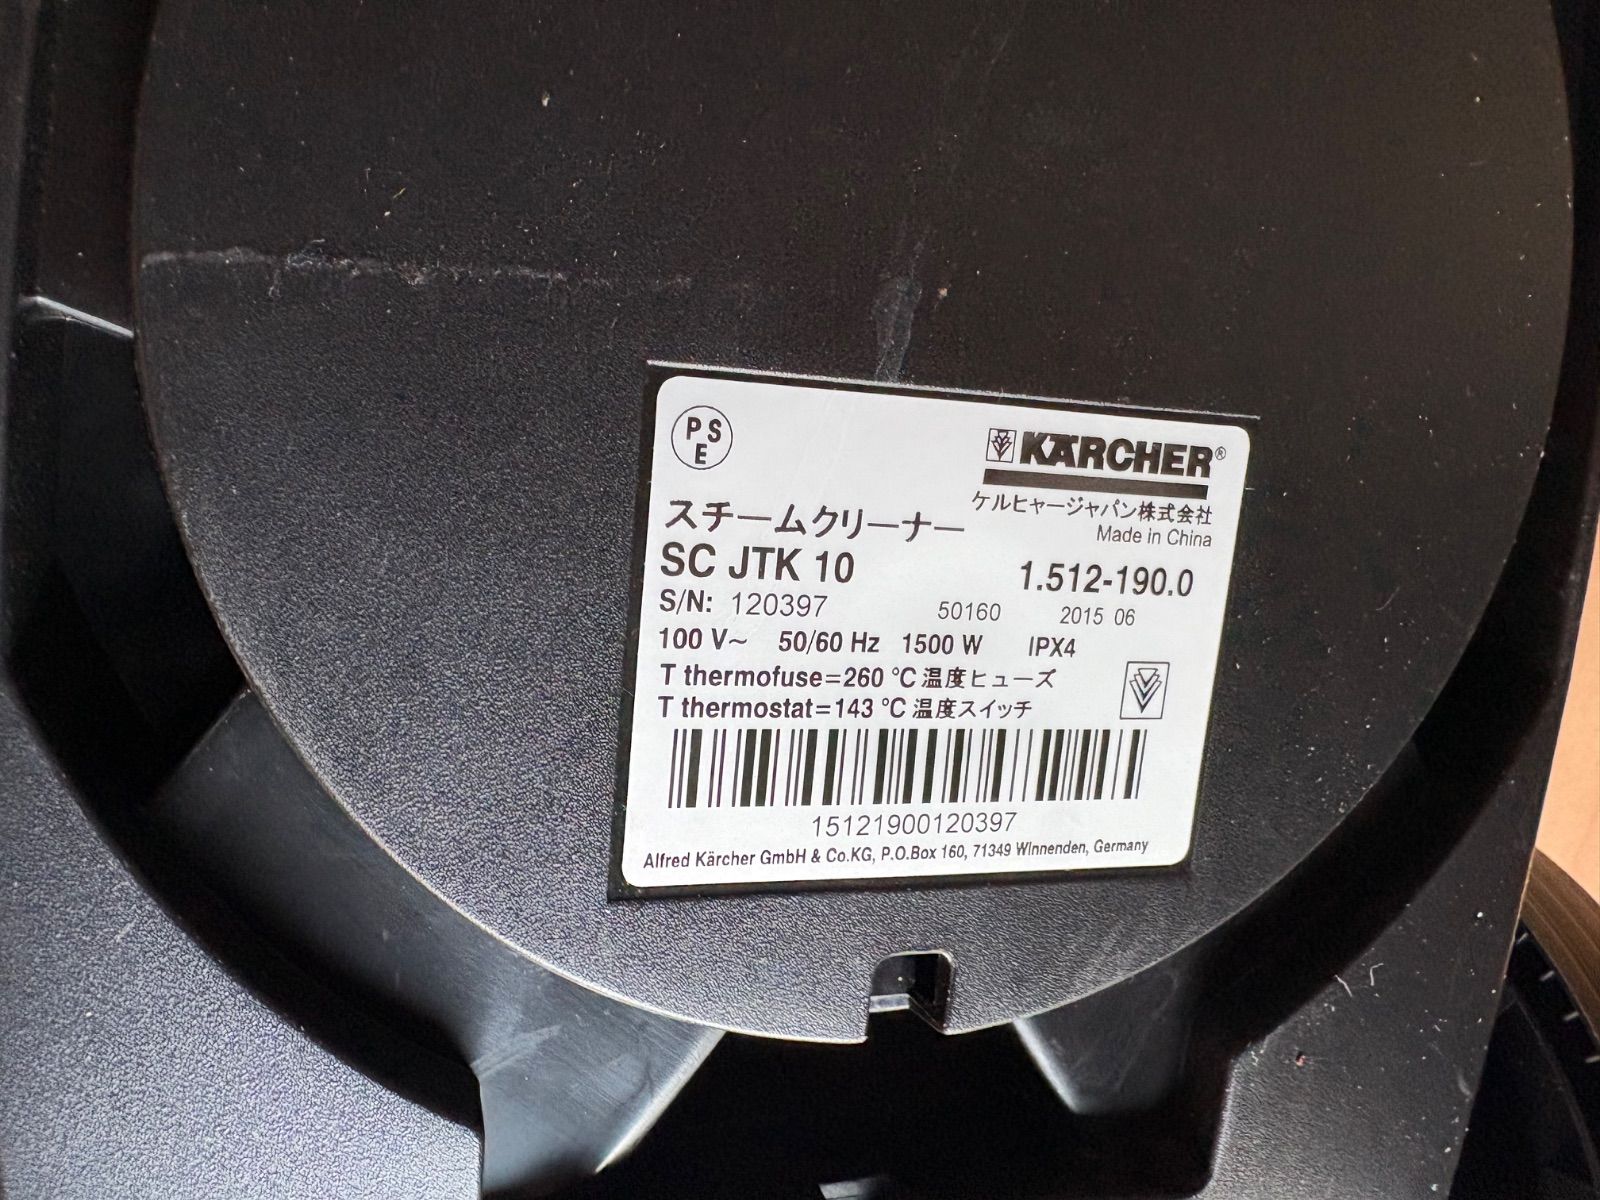 PSE
KÄRCHER®
ケルヒャージャパン株式会社
Made in China
スチームクリーナー
SC JTK 10 1.512-190.0
S/N: 120397 50160 2015 06
100 V~ 50/60 Hz 1500 W IPX4
T thermofuse=260 °C 温度ヒューズ
T thermostat=143 °C 温度スイッチ
15121900120397
Alfred Kärcher GmbH & Co.KG, P.O.Box 160, 71349 Winnenden, Germany